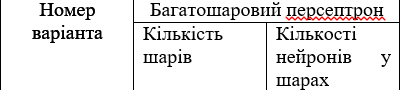 Номер варіанта
Багатошаровий персептрон
Кількість шарів
Кількості нейронів у шарах